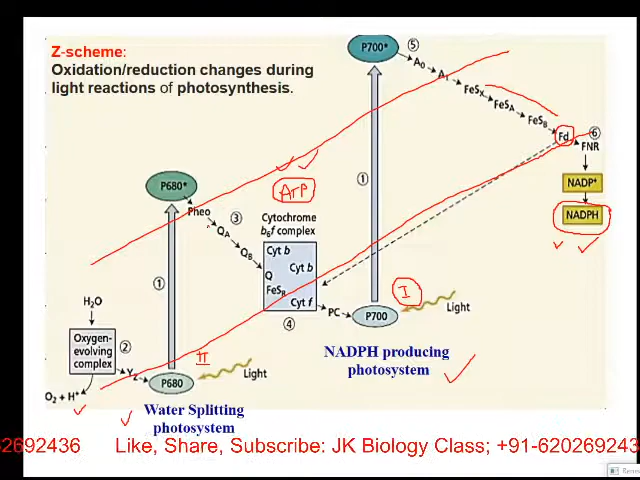 Z-scheme:
Oxidation/reduction changes during
light reactions of photosynthesis.
P700*
⑤
A₀
A₁
FeSx
FeSA
FeSB
Fd
⑥
FNR
NADP⁺
NADPH
①
ATP
P680*
Pheo
③
QA
QB
Cytochrome
b₆f complex
Cyt b
Cyt b
Q
FeSR
Cyt f
④
PC
P700
I
Light
①
H₂O
Oxygen-
evolving
complex
②
Yz
O₂ + H⁺
P680
II
Light
NADPH producing
photosystem
Water Splitting
photosystem
62692436 Like, Share, Subscribe: JK Biology Class; +91-620269243